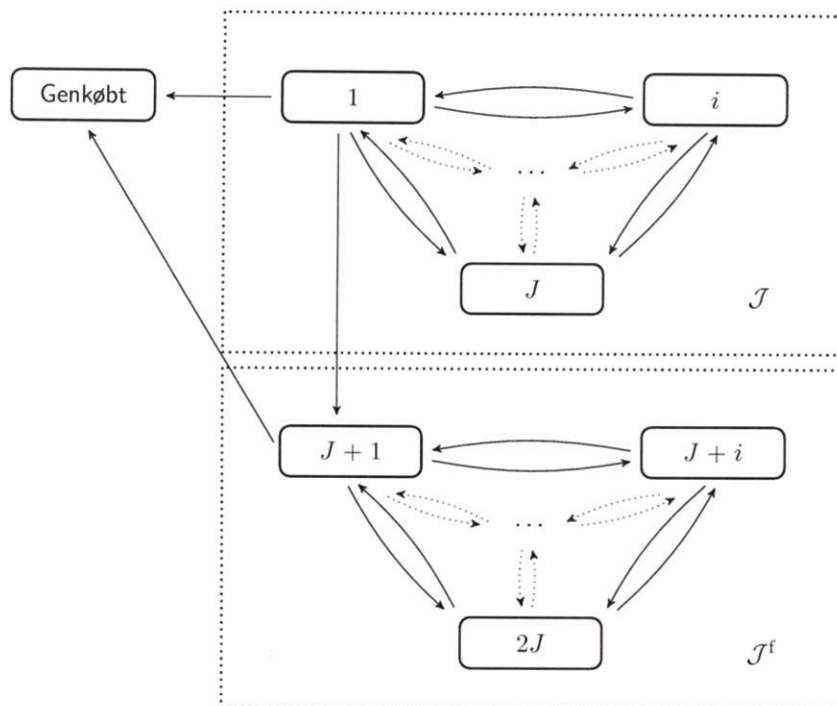 Genkøbt
1
i
...
J
𝒥
J + 1
J + i
...
2J
𝒥ᶠ